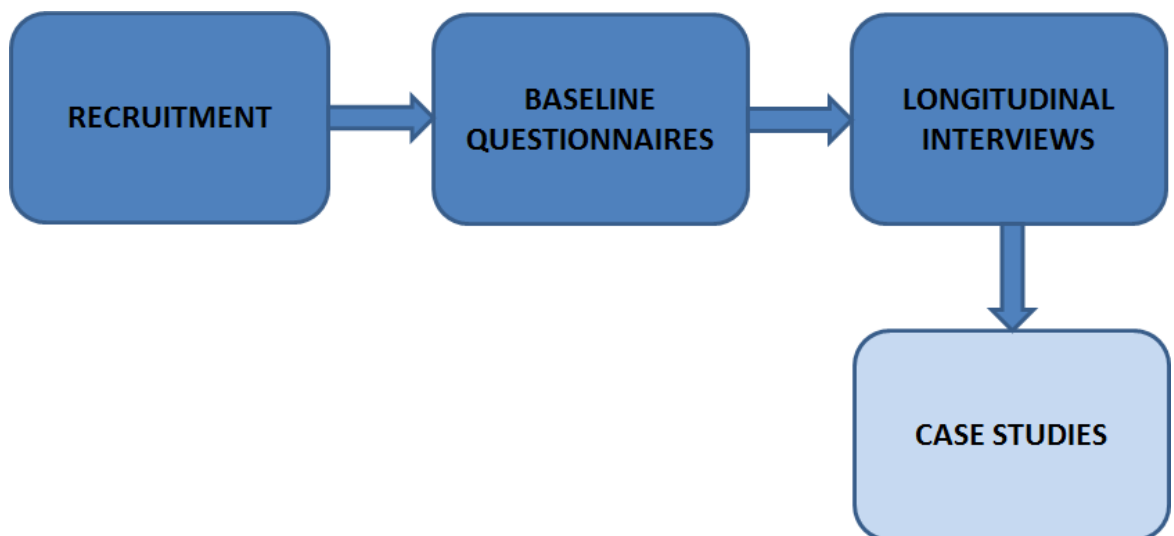 RECRUITMENT
BASELINE
QUESTIONNAIRES
LONGITUDINAL
INTERVIEWS
CASE STUDIES